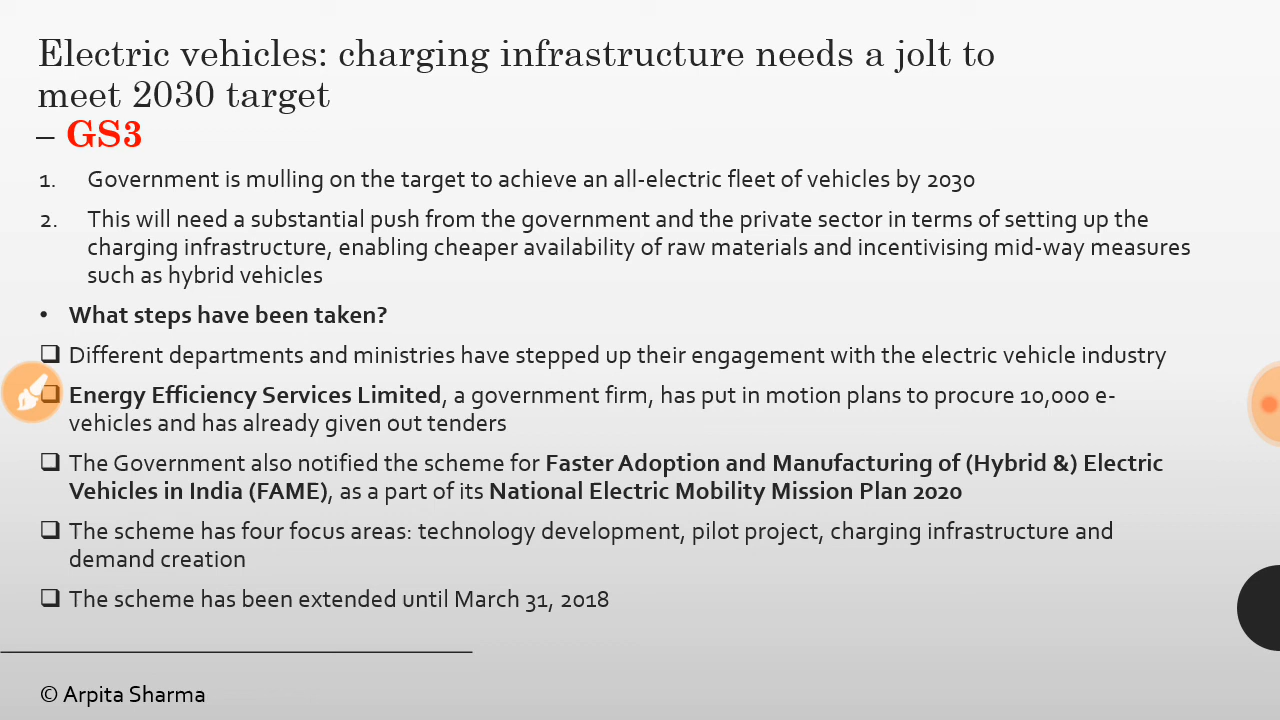 Electric vehicles: charging infrastructure needs a jolt to
meet 2030 target
– GS3
1. Government is mulling on the target to achieve an all-electric fleet of vehicles by 2030
2. This will need a substantial push from the government and the private sector in terms of setting up the
charging infrastructure, enabling cheaper availability of raw materials and incentivising mid-way measures
such as hybrid vehicles
• What steps have been taken?
❑ Different departments and ministries have stepped up their engagement with the electric vehicle industry
❑ Energy Efficiency Services Limited, a government firm, has put in motion plans to procure 10,000 e-
vehicles and has already given out tenders
❑ The Government also notified the scheme for Faster Adoption and Manufacturing of (Hybrid &) Electric
Vehicles in India (FAME), as a part of its National Electric Mobility Mission Plan 2020
❑ The scheme has four focus areas: technology development, pilot project, charging infrastructure and
demand creation
❑ The scheme has been extended until March 31, 2018
© Arpita Sharma